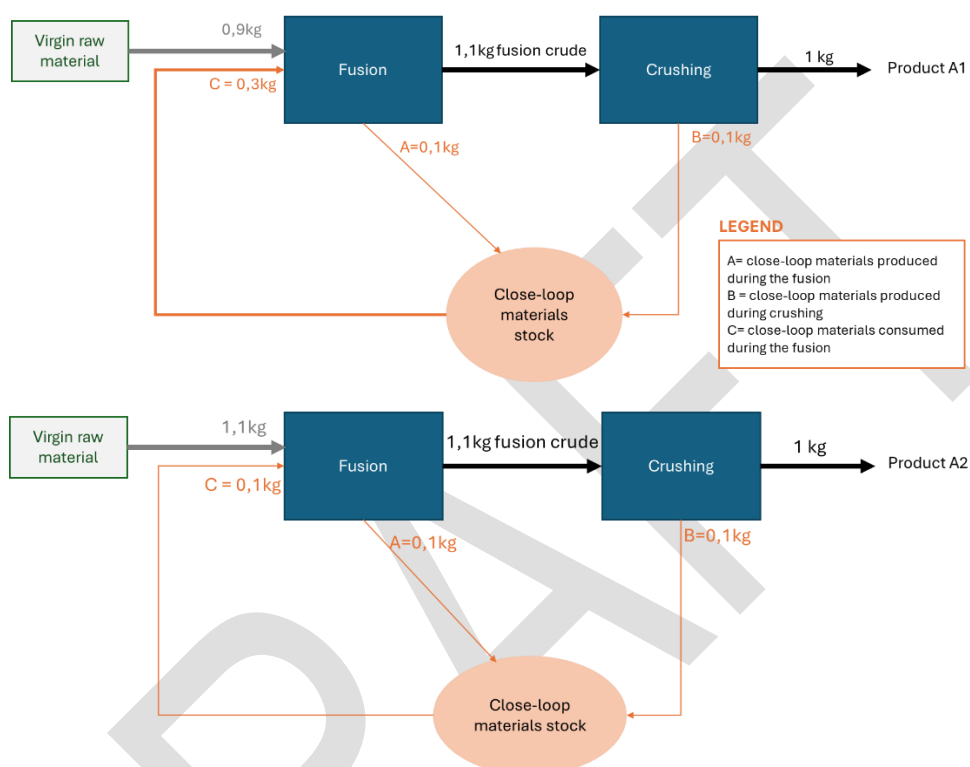 Virgin raw
material
0,9kg
C = 0,3kg
Fusion
1,1kg fusion crude
Crushing
1 kg
Product A1
A=0,1kg
B=0,1kg
Close-loop
materials
stock
LEGEND
A= close-loop materials produced
during the fusion
B = close-loop materials produced
during crushing
C= close-loop materials consumed
during the fusion
Virgin raw
material
1,1kg
C = 0,1kg
Fusion
1,1kg fusion crude
Crushing
1 kg
Product A2
A=0,1kg
B=0,1kg
Close-loop
materials stock
DRAFT